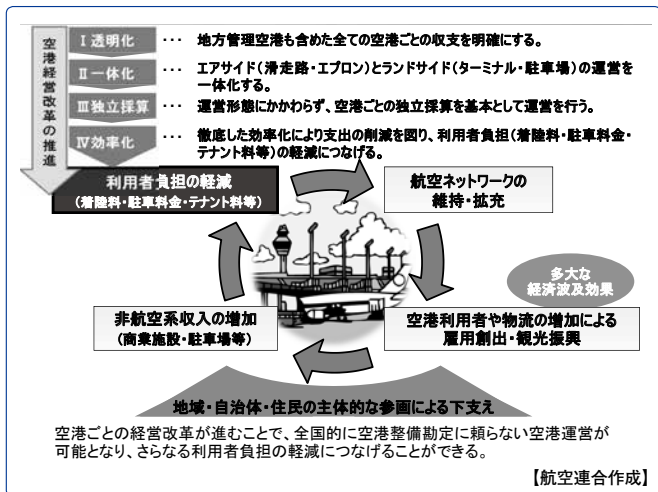 空港経営改革の推進
Ⅰ透明化 ・・・ 地方管理空港も含めた全ての空港ごとの収支を明確にする。
Ⅱ一体化 ・・・ エアサイド(滑走路・エプロン)とランドサイド(ターミナル・駐車場)の運営を
一体化する。
Ⅲ独立採算 ・・・ 運営形態にかかわらず、空港ごとの独立採算を基本として運営を行う。
Ⅳ効率化 ・・・ 徹底した効率化により支出の削減を図り、利用者負担(着陸料・駐車料金・
テナント料等)の軽減につなげる。
利用者負担の軽減
(着陸料・駐車料金・テナント料等)
航空ネットワークの
維持・拡充
多大な
経済波及効果
非航空系収入の増加
(商業施設・駐車場等)
空港利用者や物流の増加による
雇用創出・観光振興
地域・自治体・住民の主体的な参画による下支え
空港ごとの経営改革が進むことで、全国的に空港整備勘定に頼らない空港運営が
可能となり、さらなる利用者負担の軽減につなげることができる。
【航空連合作成】